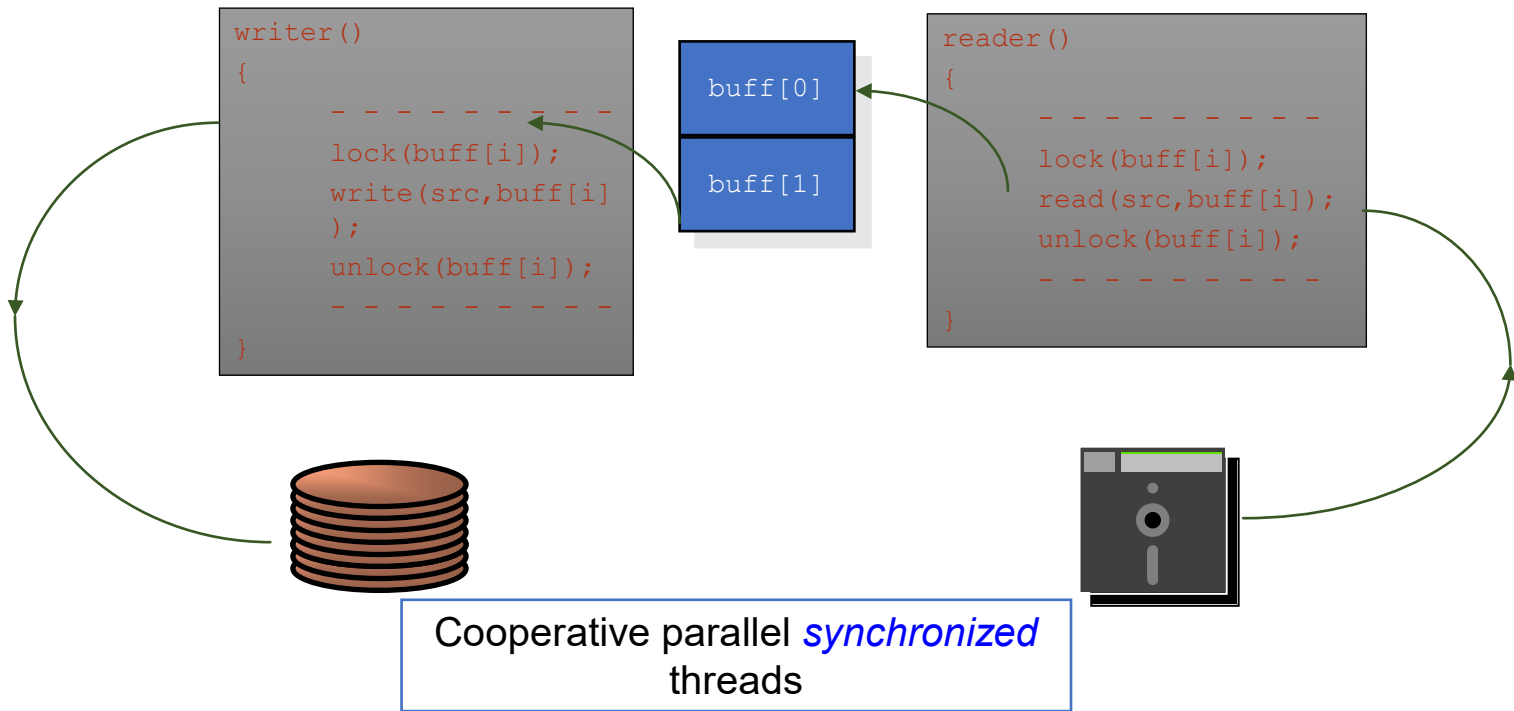 writer()
{
- - - - - - - - -
lock(buff[i]);
write(src,buff[i]
);
unlock(buff[i]);
- - - - - - - - -
}
buff[0]
buff[1]
reader()
{
- - - - - - - - -
lock(buff[i]);
read(src,buff[i]);
unlock(buff[i]);
- - - - - - - - -
}
Cooperative parallel synchronized
threads